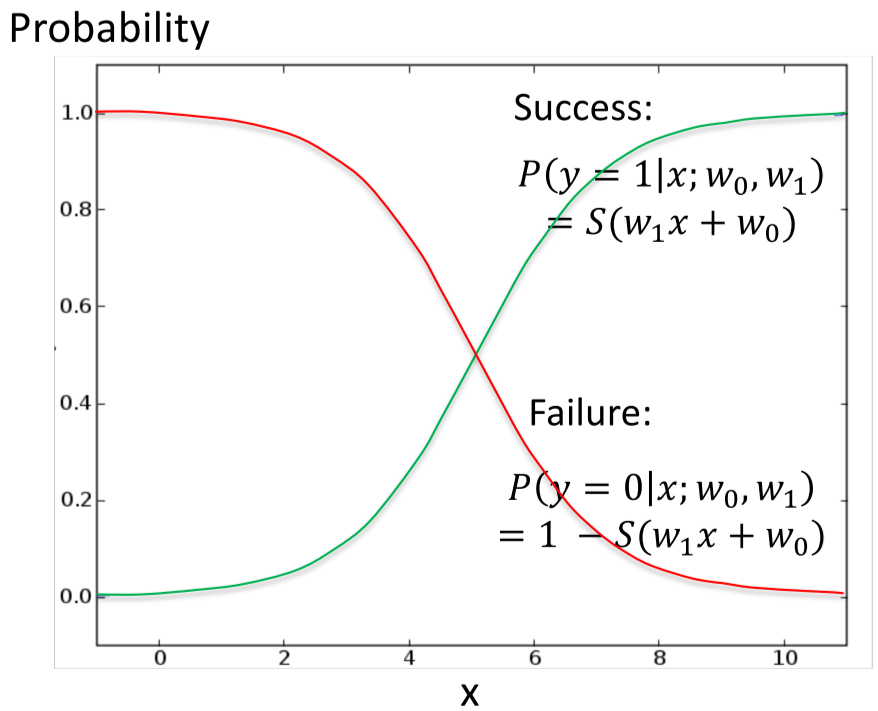 Probability
1.0
0.8
0.6
0.4
0.2
0.0
Success:
P(y = 1|x; w₀, w₁)
= S(w₁x + w₀)
Failure:
P(y = 0|x; w₀, w₁)
= 1 − S(w₁x + w₀)
0 2 4 6 8 10
x